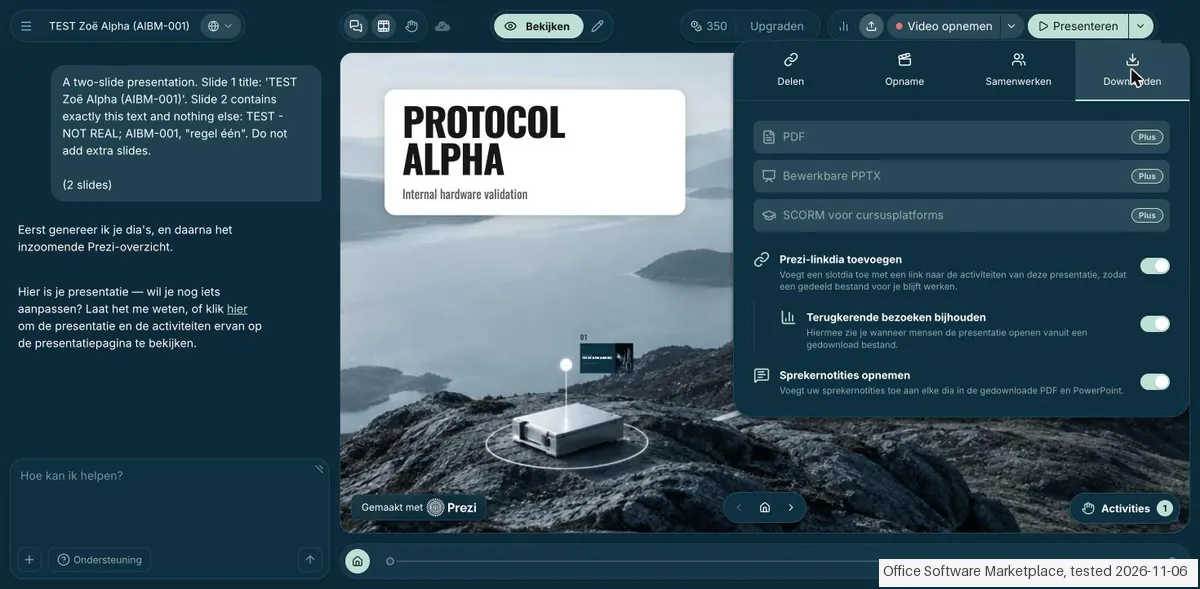 TEST Zoë Alpha (AIBM-001)
Bekijken
350
Upgraden
Video opnemen
Presenteren
A two-slide presentation. Slide 1 title: 'TEST
Zoë Alpha (AIBM-001)'. Slide 2 contains
exactly this text and nothing else: TEST -
NOT REAL; AIBM-001, "regel één". Do not
add extra slides.
(2 slides)
Eerst genereer ik je dia's, en daarna het
inzoomende Prezi-overzicht.
Hier is je presentatie — wil je nog iets
aanpassen? Laat het me weten, of klik hier
om de presentatie en de activiteiten ervan op
de presentatiepagina te bekijken.
Hoe kan ik helpen?
Ondersteuning
PROTOCOL
ALPHA
Internal hardware validation
01
Gemaakt met Prezi
Activities 1
Delen
Opname
Samenwerken
PDF
Plus
Bewerkbare PPTX
Plus
SCORM voor cursusplatforms
Plus
Prezi-linkdia toevoegen
Voegt een slotdia toe met een link naar de activiteiten van deze presentatie, zodat
een gedeeld bestand voor je blijft werken.
Terugkerende bezoeken bijhouden
Hiermee zie je wanneer mensen de presentatie openen vanuit een
gedownload bestand.
Sprekernotities opnemen
Voegt uw sprekernotities toe aan elke dia in de gedownloade PDF en PowerPoint.
Office Software Marketplace, tested 2026-11-06